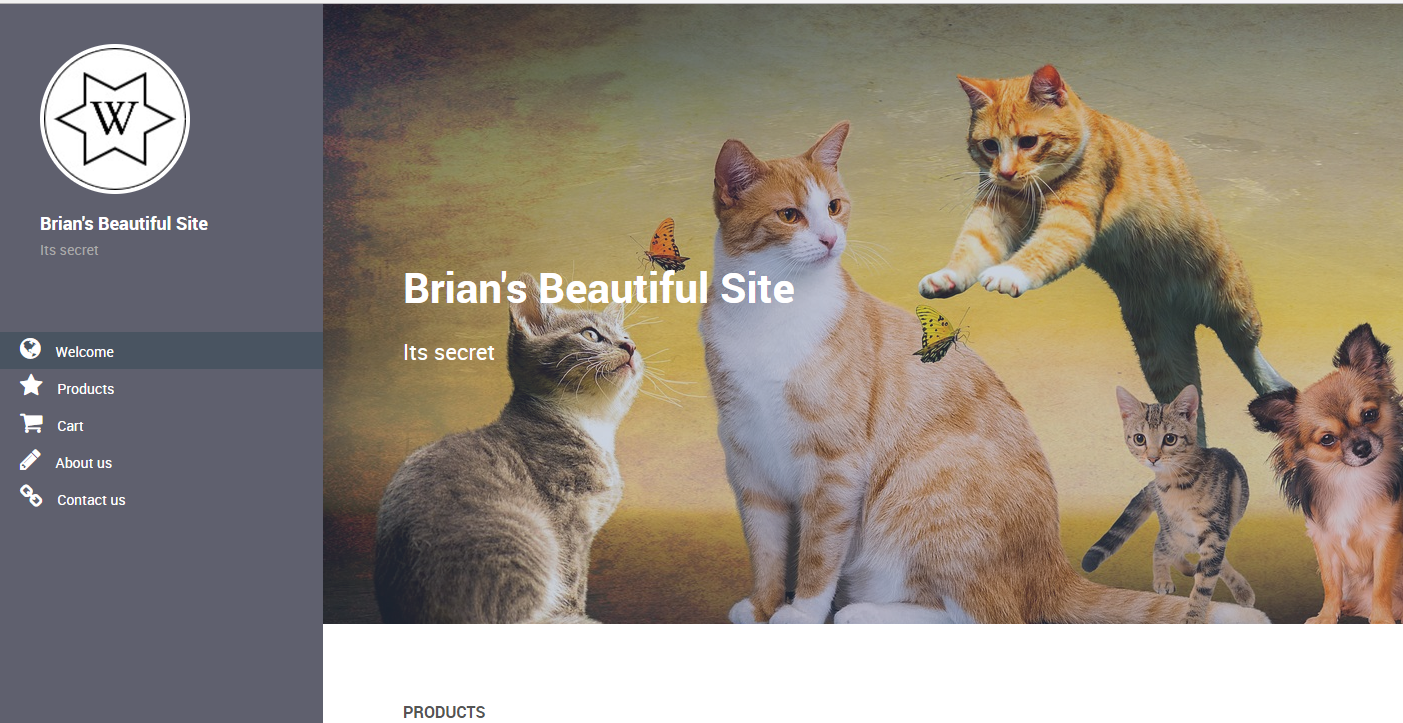 W
Brian's Beautiful Site
Its secret
Welcome
Products
Cart
About us
Contact us
Brian's Beautiful Site
Its secret
PRODUCTS